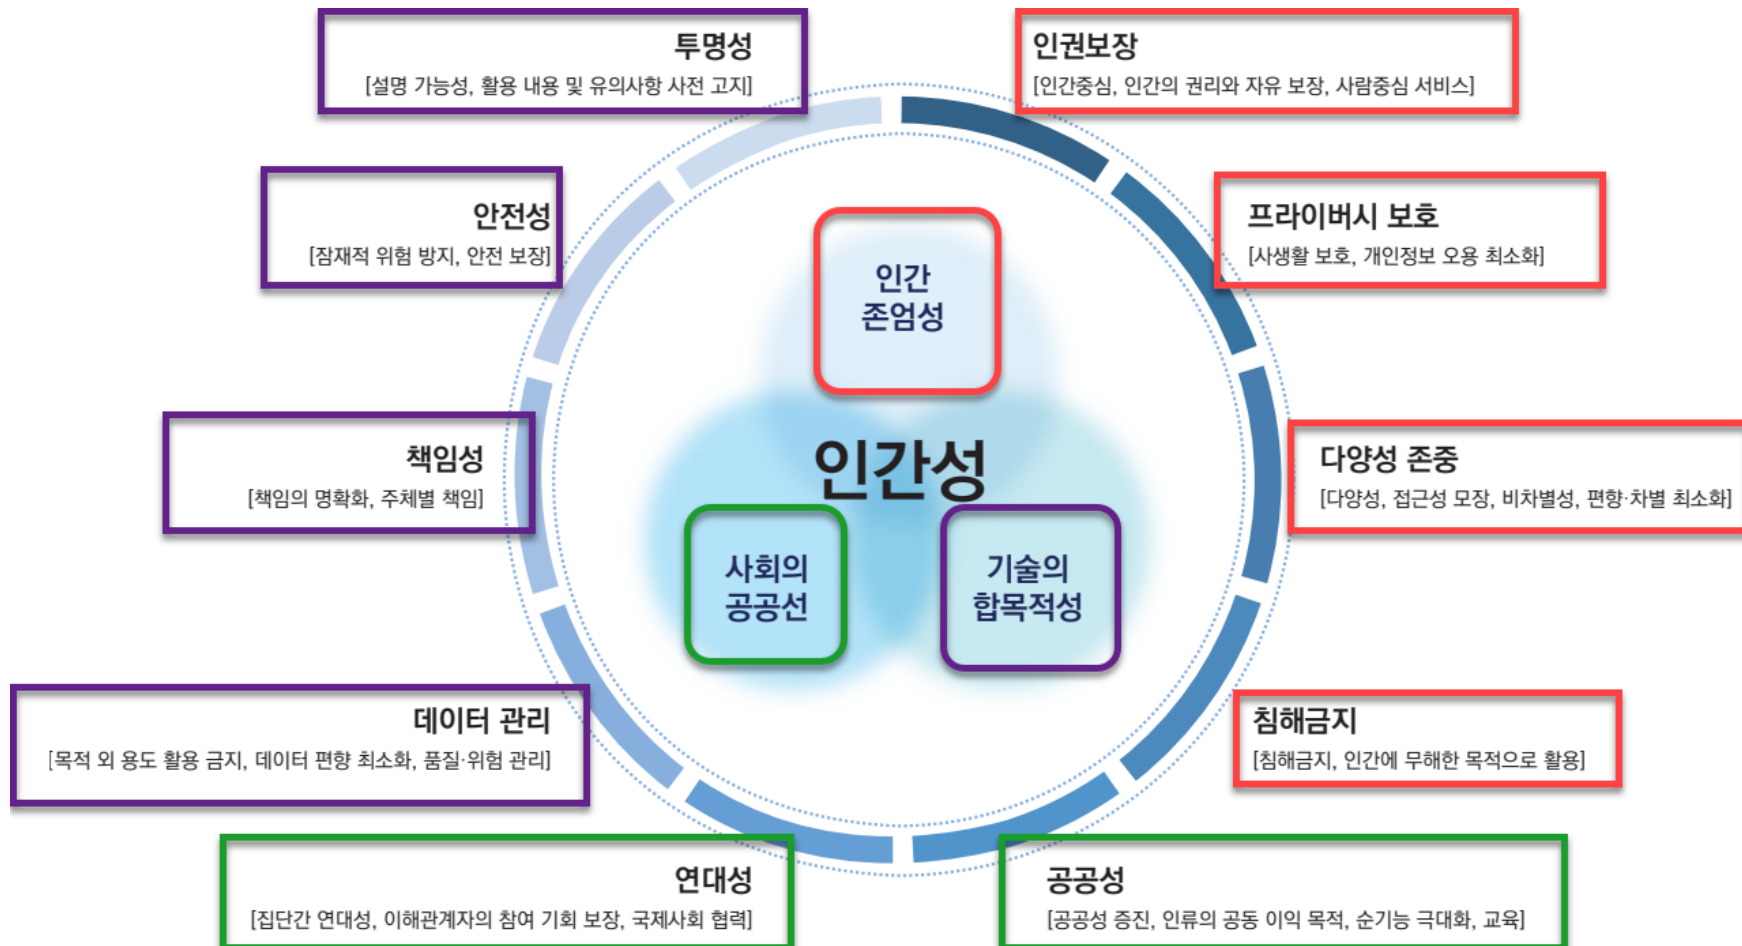 투명성
[설명 가능성, 활용 내용 및 유의사항 사전 고지]
인권보장
[인간중심, 인간의 권리와 자유 보장, 사람중심 서비스]
안전성
[잠재적 위험 방지, 안전 보장]
프라이버시 보호
[사생활 보호, 개인정보 오용 최소화]
인간
존엄성
책임성
[책임의 명확화, 주체별 책임]
인간성
다양성 존중
[다양성, 접근성 모장, 비차별성, 편향·차별 최소화]
사회의
공공선
기술의
합목적성
데이터 관리
[목적 외 용도 활용 금지, 데이터 편향 최소화, 품질·위험 관리]
침해금지
[침해금지, 인간에 무해한 목적으로 활용]
연대성
[집단간 연대성, 이해관계자의 참여 기회 보장, 국제사회 협력]
공공성
[공공성 증진, 인류의 공동 이익 목적, 순기능 극대화, 교육]